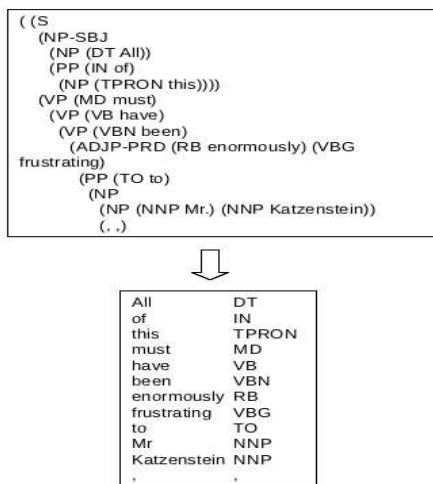 ( (S
(NP-SBJ
(NP (DT All))
(PP (IN of)
(NP (TPRON this))))
(VP (MD must)
(VP (VB have)
(VP (VBN been)
(ADJP-PRD (RB enormously) (VBG
frustrating)
(PP (TO to)
(NP
(NP (NNP Mr.) (NNP Katzenstein))
(, ,)
All DT
of IN
this TPRON
must MD
have VB
been VBN
enormously RB
frustrating VBG
to TO
Mr NNP
Katzenstein NNP
, ,